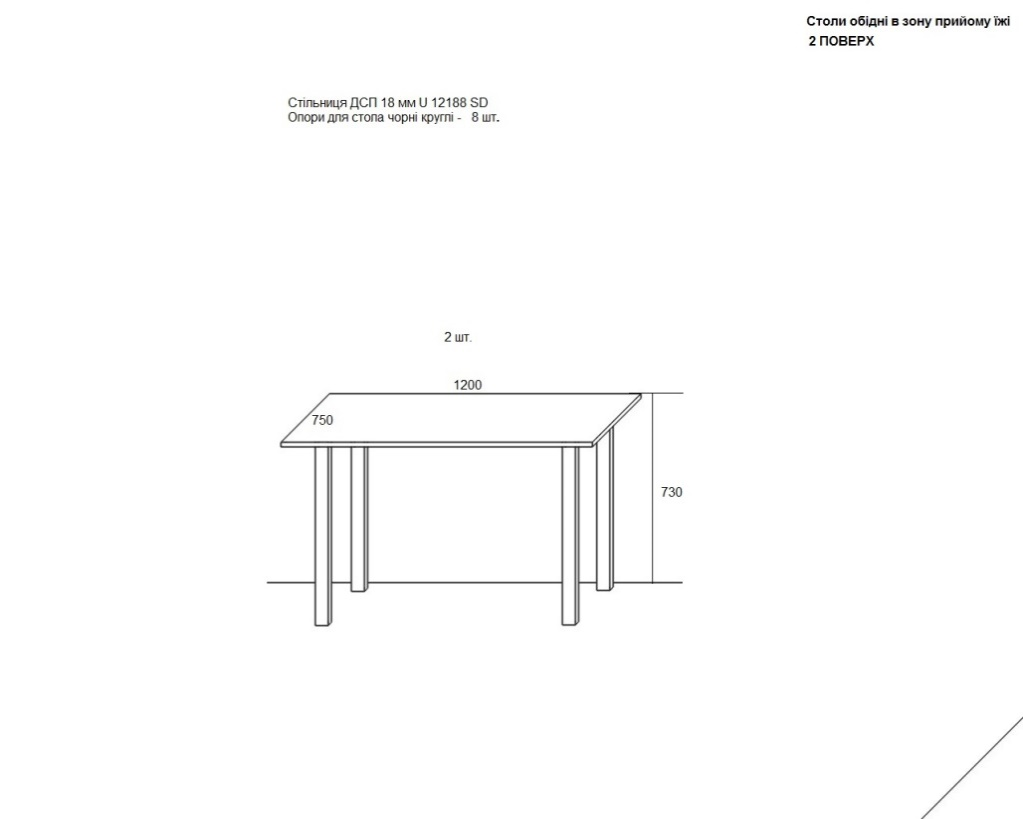 Столи обідні в зону прийому їжі
2 ПОВЕРХ
Стільниця ДСП 18 мм U 12188 SD
Опори для стола чорні круглі - 8 шт.
2 шт.
1200
750
730